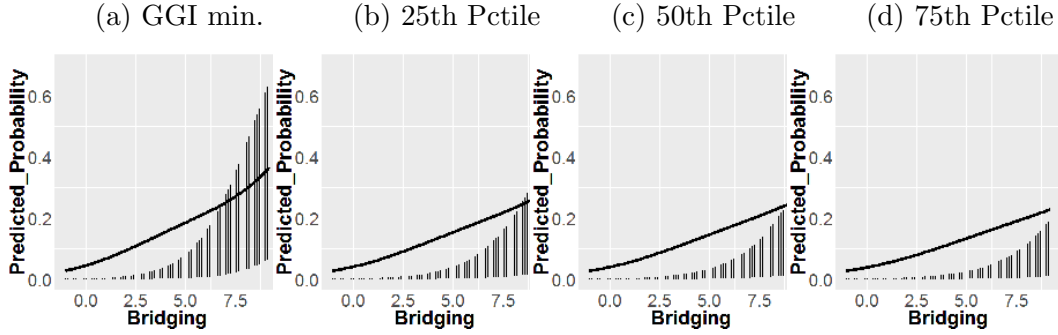 (a) GGI min.
Predicted_Probability
0.6
0.4
0.2
0.0
0.0 2.5 5.0 7.5
Bridging
(b) 25th Pctile
Predicted_Probability
0.6
0.4
0.2
0.0
0.0 2.5 5.0 7.5
Bridging
(c) 50th Pctile
Predicted_Probability
0.6
0.4
0.2
0.0
0.0 2.5 5.0 7.5
Bridging
(d) 75th Pctile
Predicted_Probability
0.6
0.4
0.2
0.0
0.0 2.5 5.0 7.5
Bridging